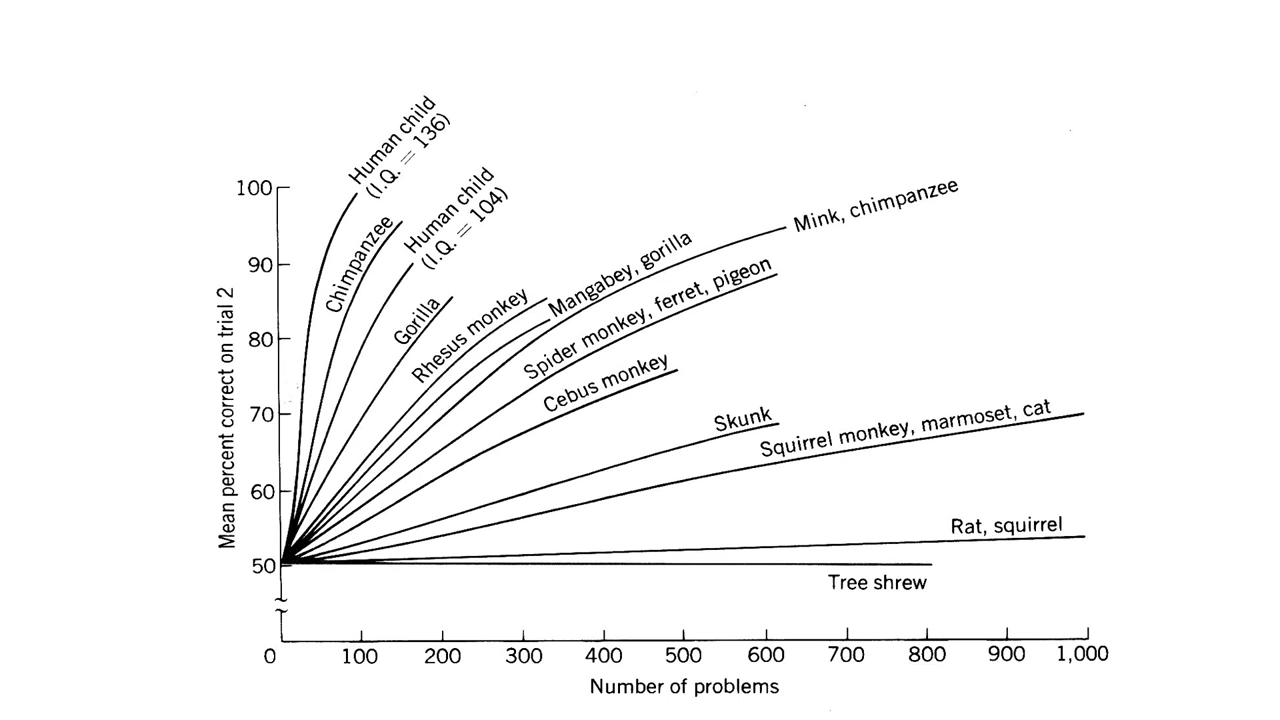 Human child
(I.Q. = 136)
Human child
(I.Q. = 104)
Chimpanzee
Gorilla
Rhesus monkey
Mangabey, gorilla
Mink, chimpanzee
Spider monkey, ferret, pigeon
Cebus monkey
Skunk
Squirrel monkey, marmoset, cat
Rat, squirrel
Tree shrew
Mean percent correct on trial 2
100
90
80
70
60
50
0 100 200 300 400 500 600 700 800 900 1,000
Number of problems